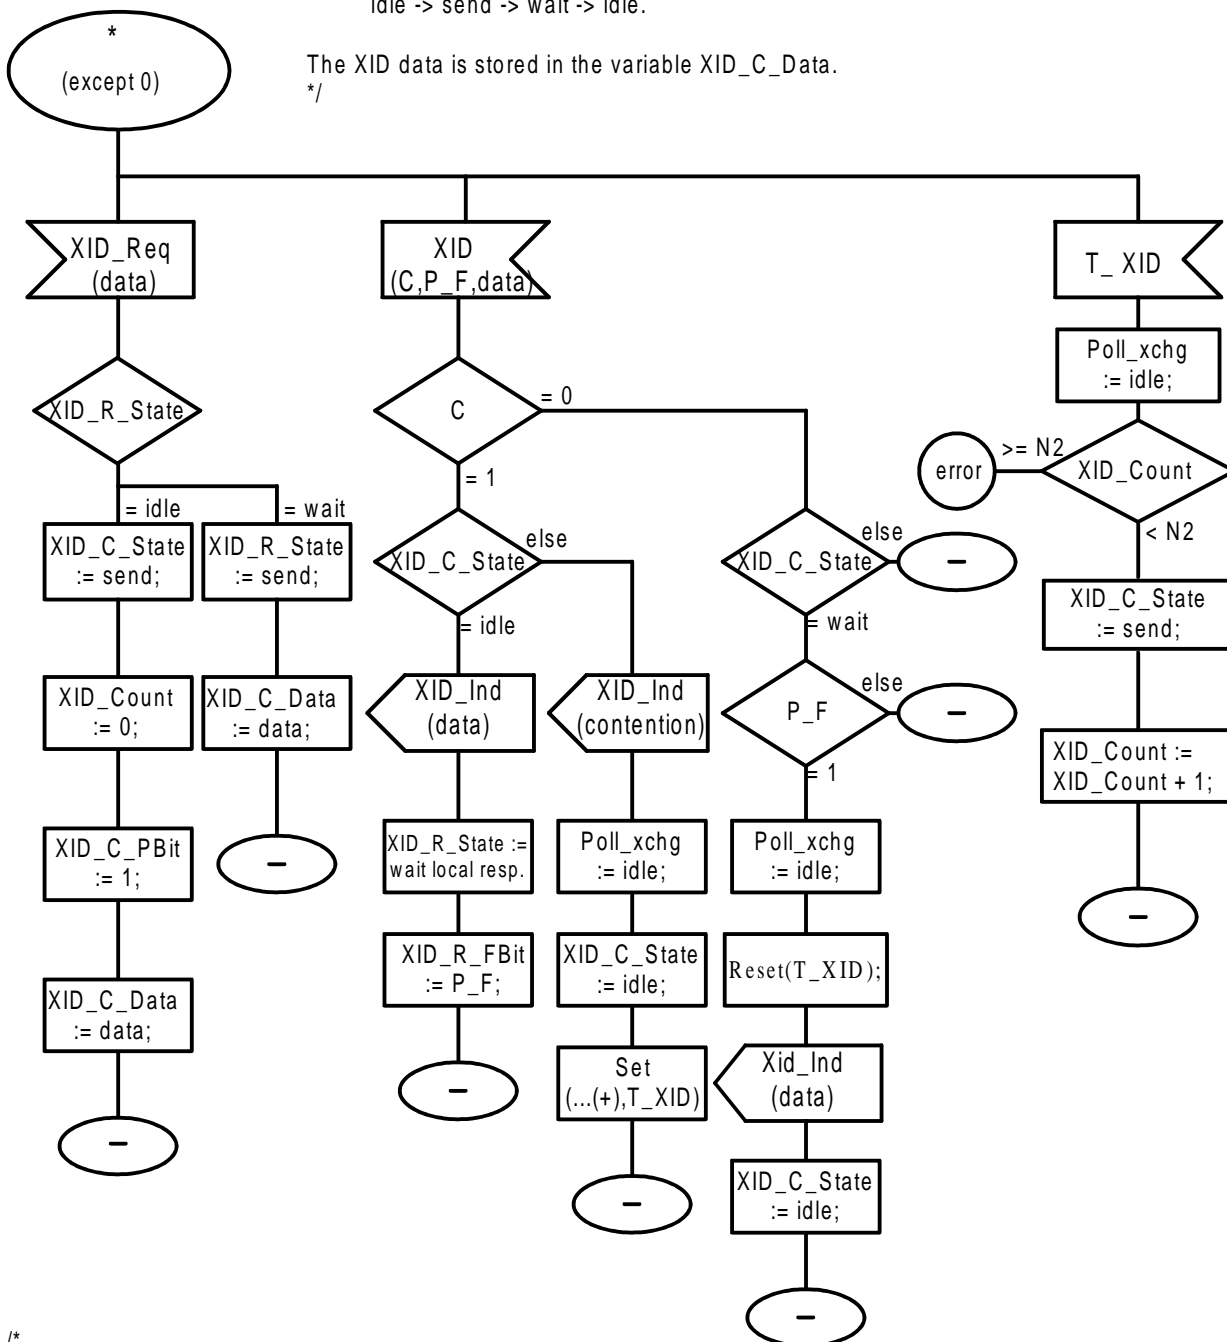 idle -> send -> wait -> idle.
The XID data is stored in the variable XID_C_Data.
*/
*
(except 0)
XID_Req
(data)
XID_R_State
= idle
= wait
XID_C_State
:= send;
XID_R_State
:= send;
XID_Count
:= 0;
XID_C_Data
:= data;
XID_C_PBit
:= 1;
–
XID_C_Data
:= data;
–
XID
(C,P_F,data)
C
= 0
= 1
XID_C_State
else
= idle
XID_Ind
(data)
XID_Ind
(contention)
XID_R_State :=
wait local resp.
Poll_xchg
:= idle;
XID_R_FBit
:= P_F;
XID_C_State
:= idle;
–
Set
(...(+),T_XID)
–
XID_C_State
else
–
= wait
P_F
else
–
= 1
Poll_xchg
:= idle;
Reset(T_XID);
Xid_Ind
(data)
XID_C_State
:= idle;
–
T_ XID
Poll_xchg
:= idle;
error
>= N2
XID_Count
< N2
XID_C_State
:= send;
XID_Count :=
XID_Count + 1;
–
/*